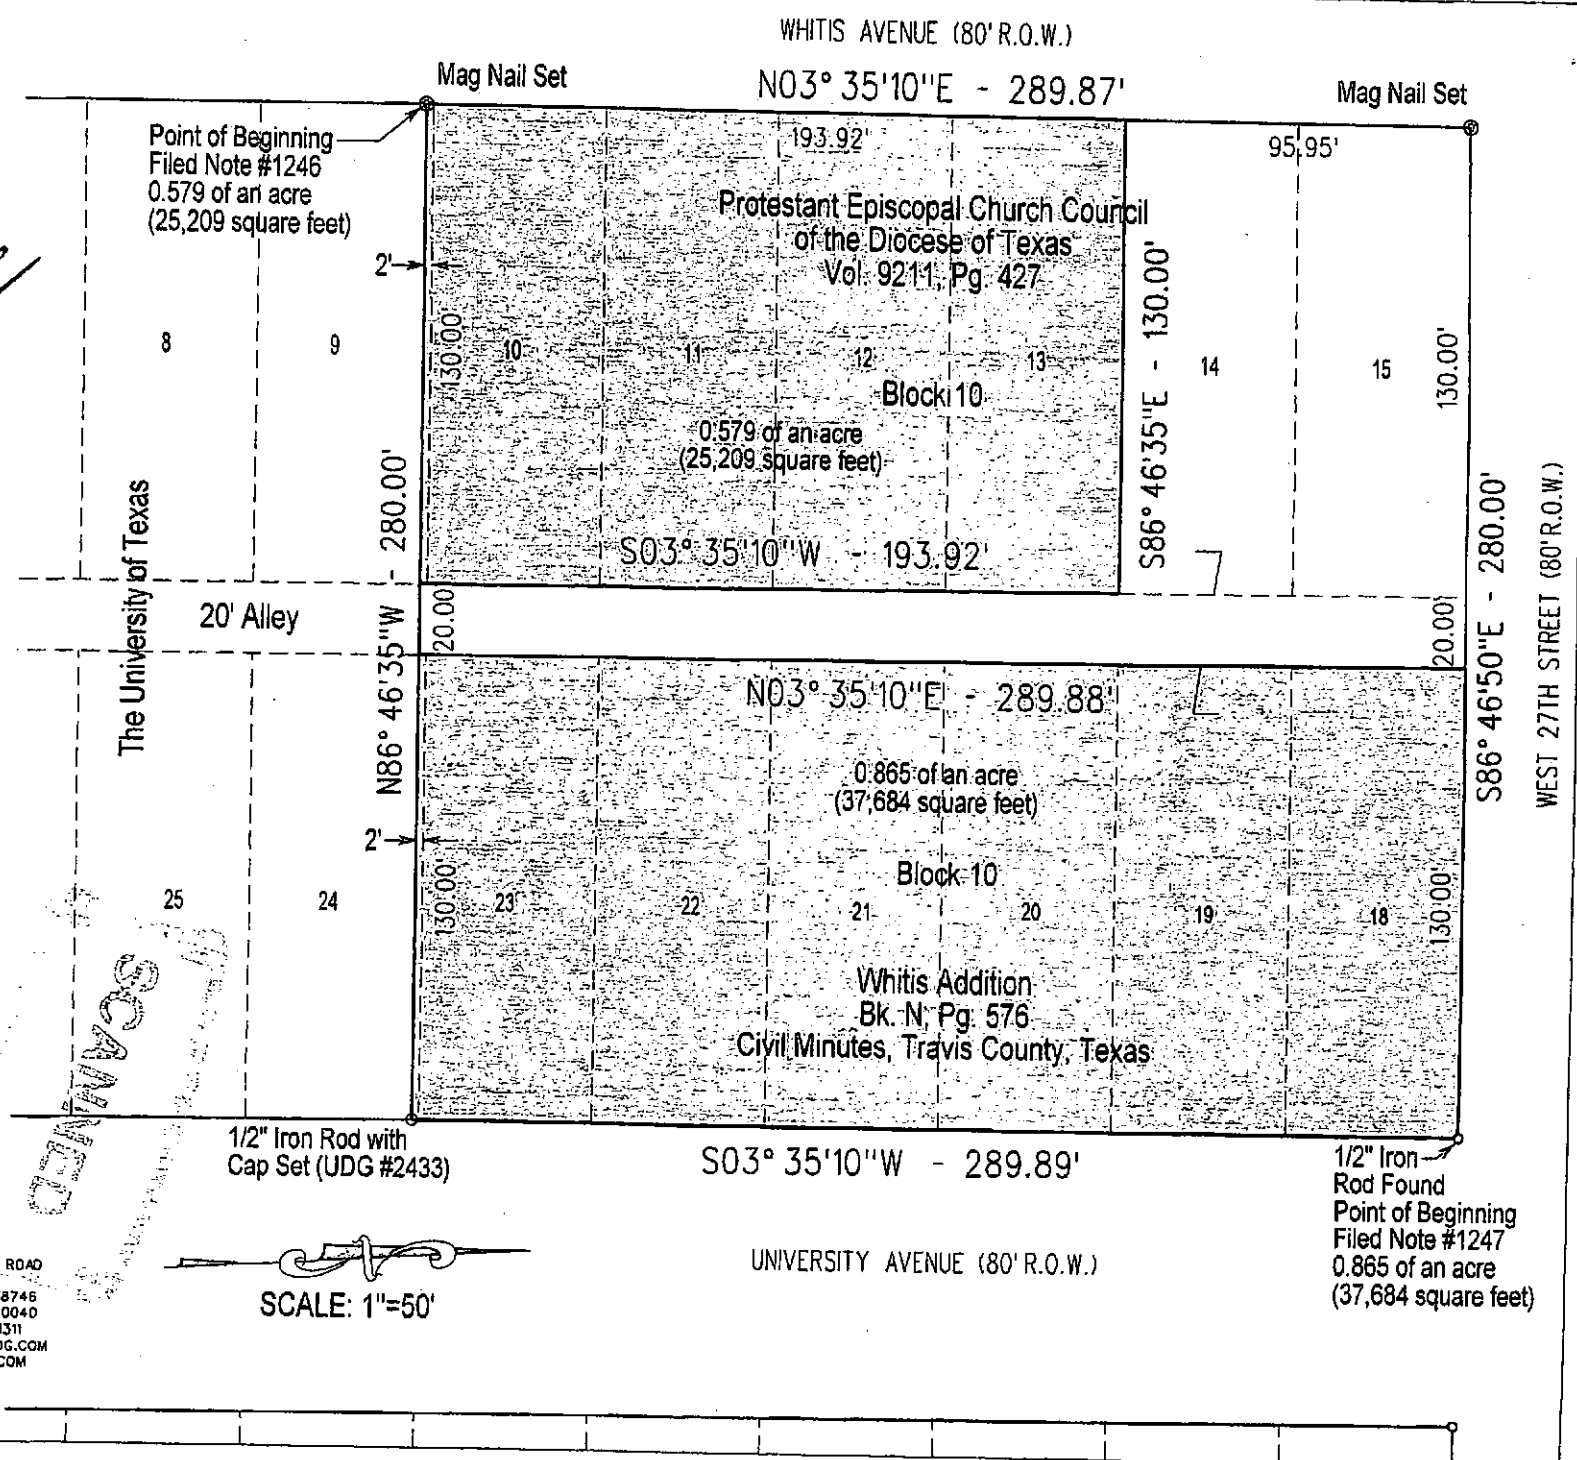 WHITIS AVENUE (80' R.O.W.)
Mag Nail Set
N03° 35'10"E - 289.87'
Mag Nail Set
Point of Beginning
Filed Note #1246
0.579 of an acre
(25,209 square feet)
193.92'
95.95'
Protestant Episcopal Church Council
of the Diocese of Texas
Vol. 9211, Pg. 427
2'
130.00'
S86° 46'35"E - 130.00'
130.00'
8
9
10
11
12
13
14
15
Block 10
0.579 of an acre
(25,209 square feet)
S03° 35'10"W - 193.92'
The University of Texas
N86° 46'35"W - 280.00'
S86° 46'50"E - 280.00'
WEST 27TH STREET (80' R.O.W.)
20' Alley
20.00'
20.00'
N03° 35'10"E - 289.88'
0.865 of an acre
(37,684 square feet)
2'
130.00'
130.00'
Block 10
25
24
23
22
21
20
19
18
Whitis Addition
Bk. N, Pg. 576
Civil Minutes, Travis County, Texas
SCANNED
1/2" Iron Rod with
Cap Set (UDG #2433)
S03° 35'10"W - 289.89'
1/2" Iron
Rod Found
Point of Beginning
Filed Note #1247
0.865 of an acre
(37,684 square feet)
UNIVERSITY AVENUE (80' R.O.W.)
SCALE: 1"=50'
ROAD
8746
0040
1311
DG.COM
COM